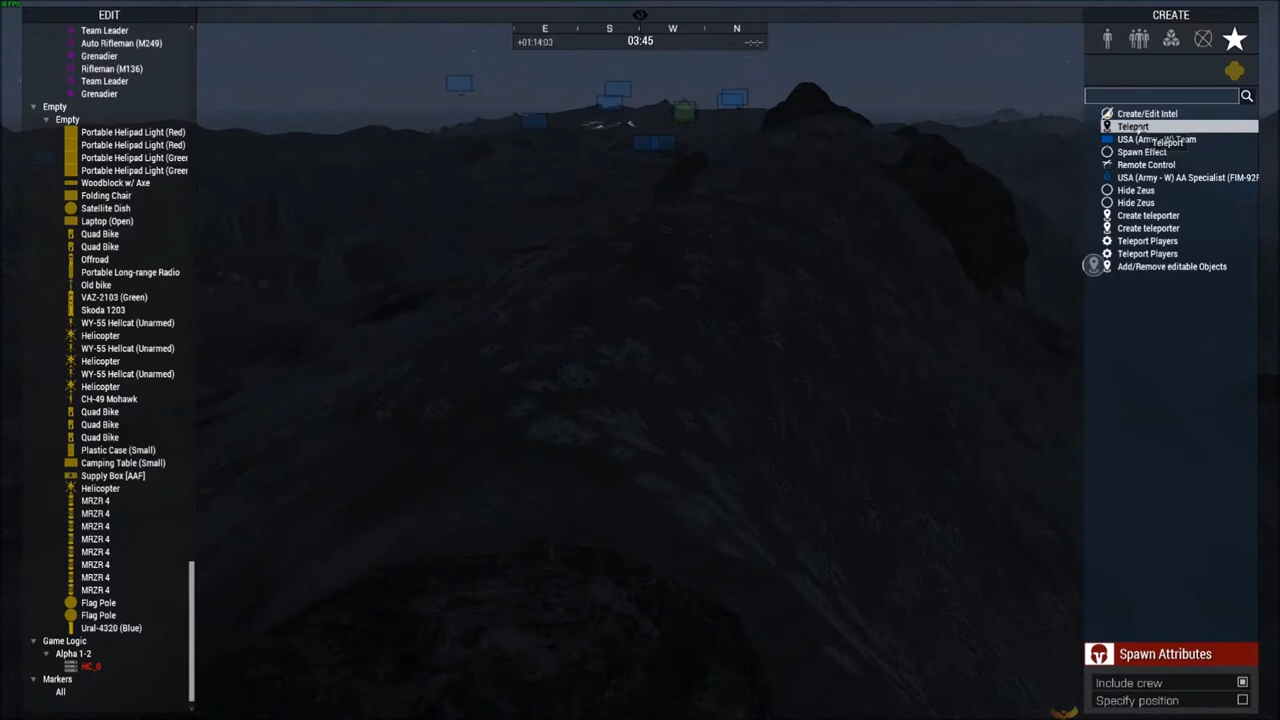 56 FPS
EDIT
Team Leader
Auto Rifleman (M249)
Grenadier
Rifleman (M136)
Team Leader
Grenadier
Empty
Empty
Portable Helipad Light (Red)
Portable Helipad Light (Red)
Portable Helipad Light (Green
Portable Helipad Light (Green
Woodblock w/ Axe
Folding Chair
Satellite Dish
Laptop (Open)
Quad Bike
Quad Bike
Offroad
Portable Long-range Radio
Old bike
VAZ-2103 (Green)
Skoda 1203
WY-55 Hellcat (Unarmed)
Helicopter
WY-55 Hellcat (Unarmed)
Helicopter
WY-55 Hellcat (Unarmed)
Helicopter
CH-49 Mohawk
Quad Bike
Quad Bike
Quad Bike
Plastic Case (Small)
Camping Table (Small)
Supply Box [AAF]
Helicopter
MRZR 4
MRZR 4
MRZR 4
MRZR 4
MRZR 4
MRZR 4
MRZR 4
MRZR 4
Flag Pole
Flag Pole
Ural-4320 (Blue)
Game Logic
Alpha 1-2
HC_0
Markers
All
E S W N
+01:14:03 03:45 --:--
CREATE
Create/Edit Intel
Teleport
USA (Army - W) Team
Teleport
Spawn Effect
Remote Control
USA (Army - W) AA Specialist (FIM-92F
Hide Zeus
Hide Zeus
Create teleporter
Create teleporter
Teleport Players
Teleport Players
Add/Remove editable Objects
Spawn Attributes
Include crew
Specify position